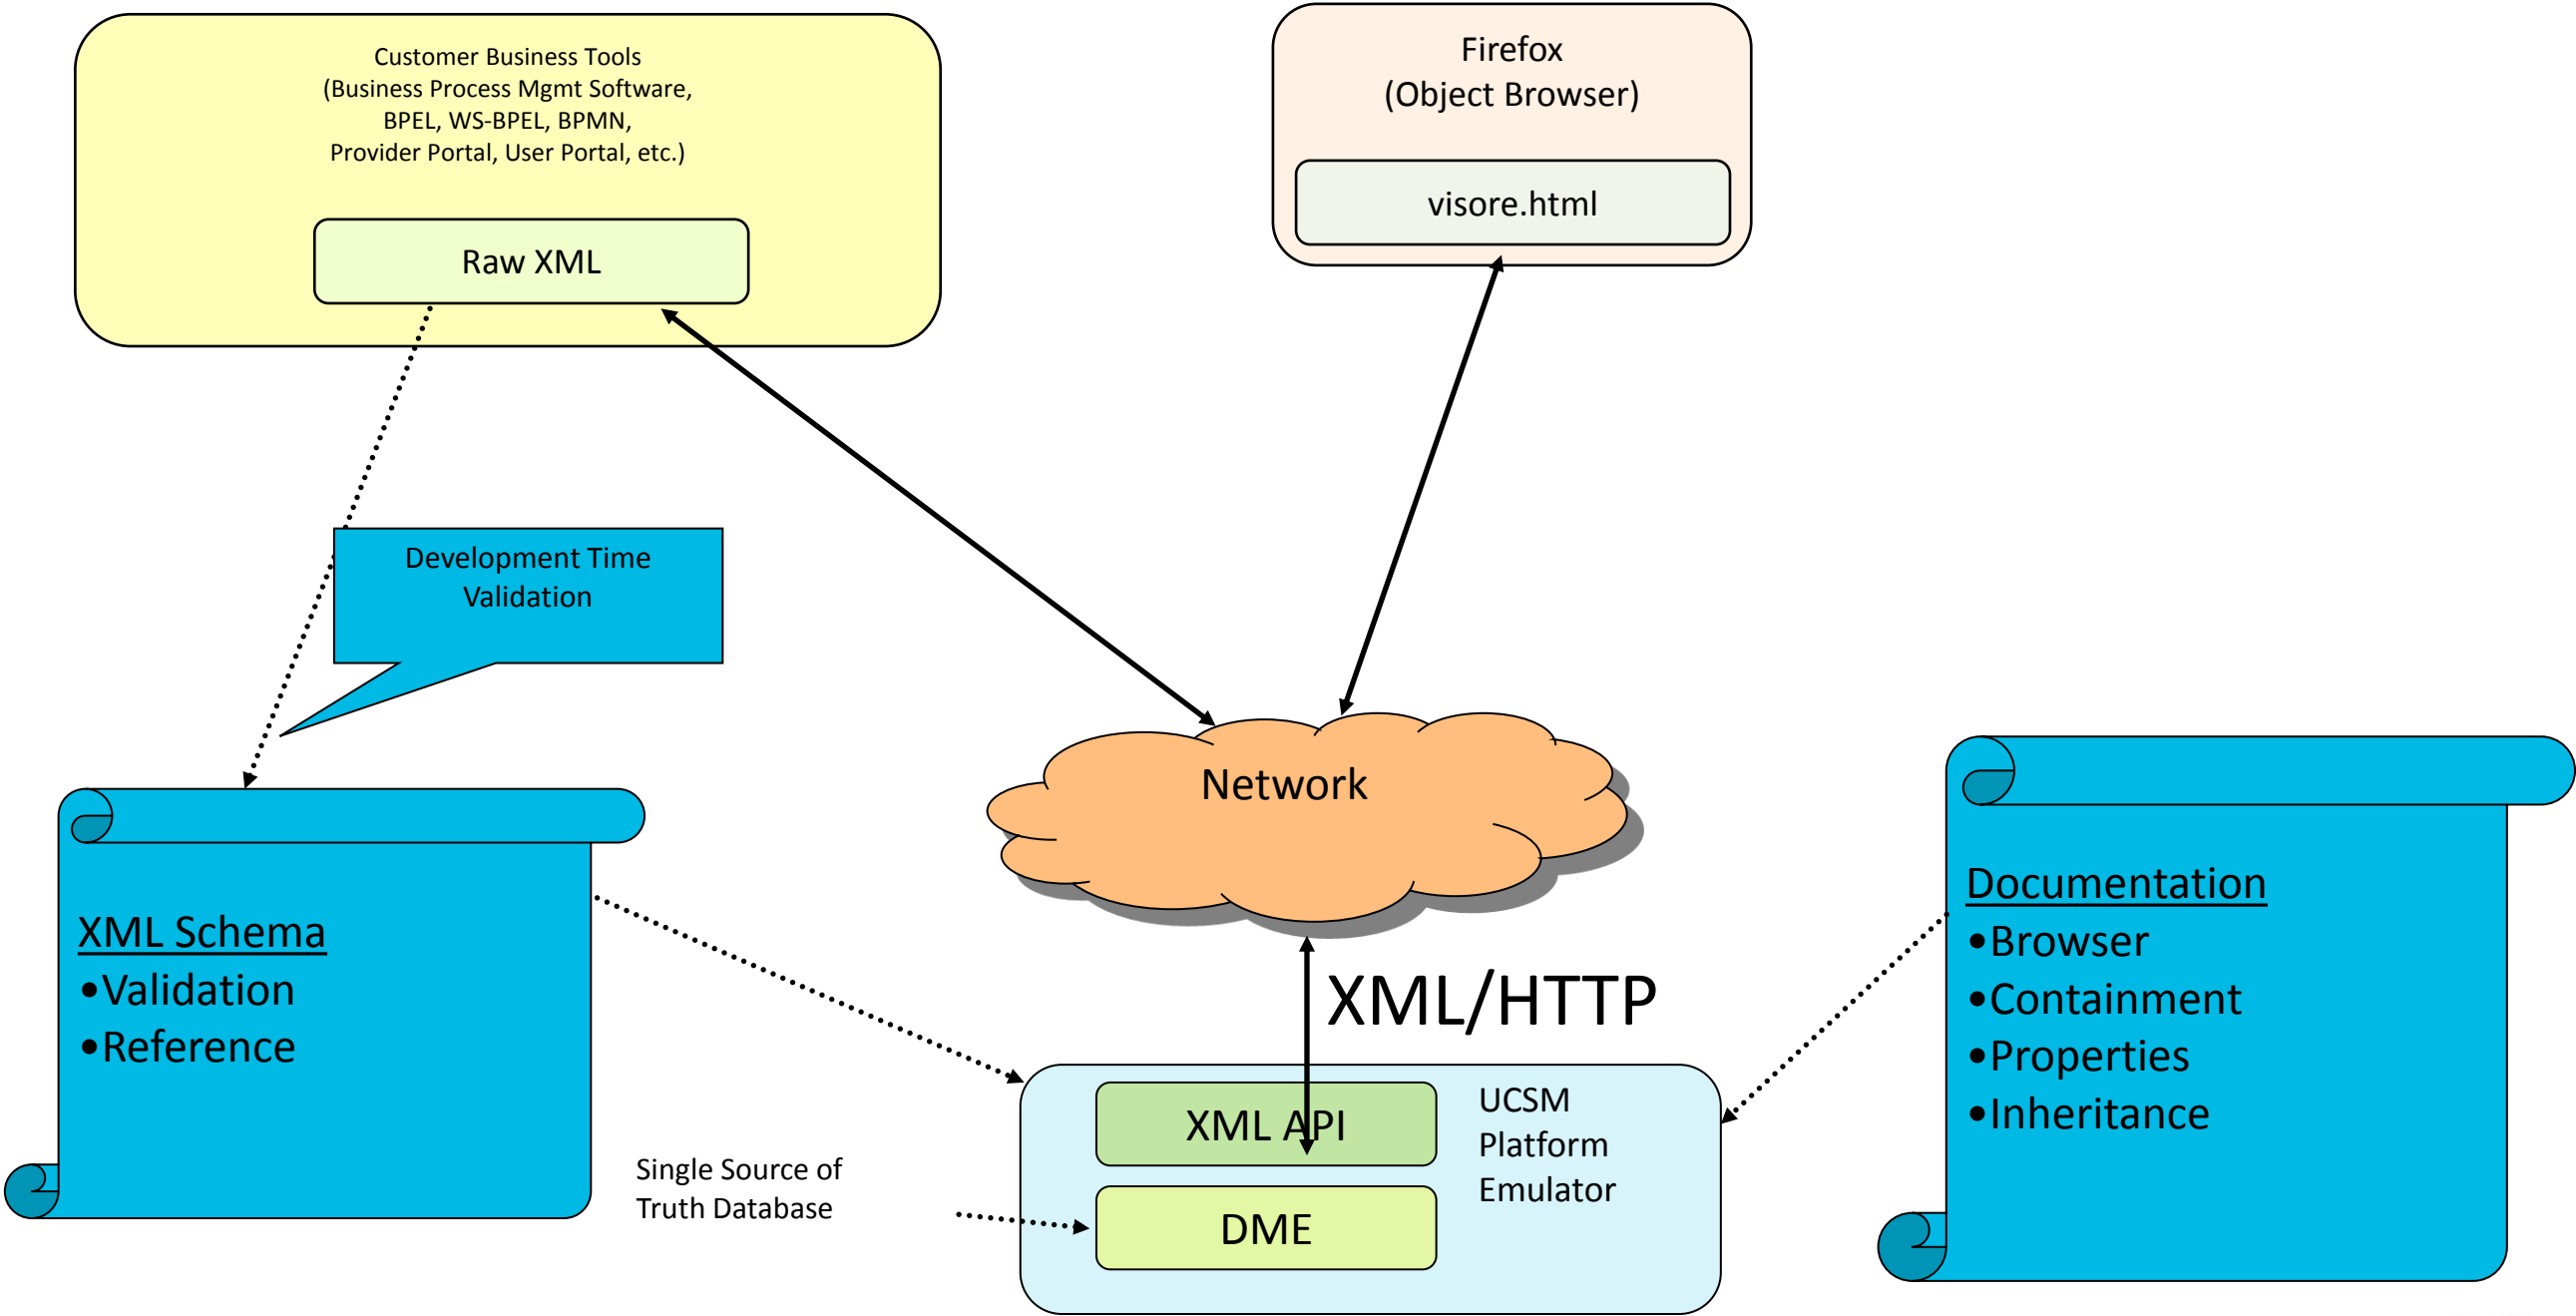 Customer Business Tools
(Business Process Mgmt Software,
BPEL, WS-BPEL, BPMN,
Provider Portal, User Portal, etc.)
Raw XML
Firefox
(Object Browser)
visore.html
Development Time
Validation
Network
XML Schema
•Validation
•Reference
XML/HTTP
Documentation
•Browser
•Containment
•Properties
•Inheritance
Single Source of
Truth Database
XML API
DME
UCSM
Platform
Emulator